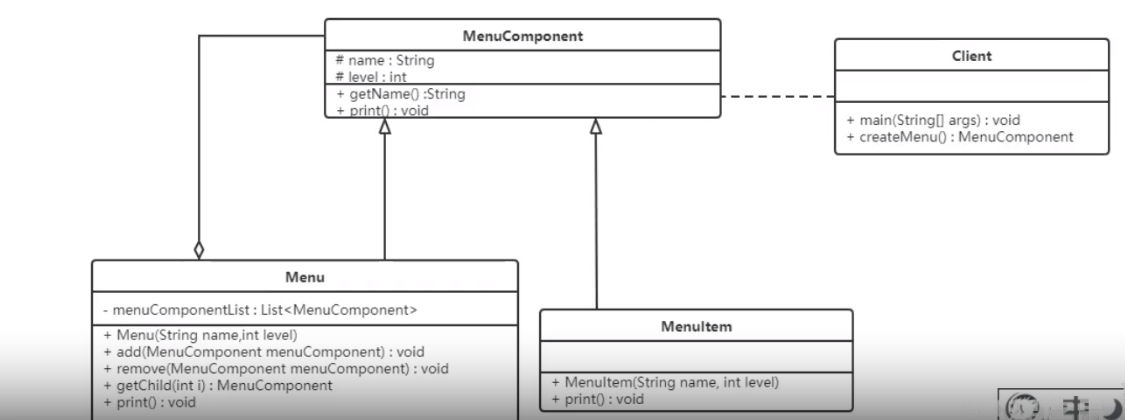 MenuComponent
# name : String
# level : int
+ getName() :String
+ print() : void
Client
+ main(String[] args) : void
+ createMenu() : MenuComponent
Menu
- menuComponentList : List<MenuComponent>
+ Menu(String name,int level)
+ add(MenuComponent menuComponent) : void
+ remove(MenuComponent menuComponent) : void
+ getChild(int i) : MenuComponent
+ print() : void
MenuItem
+ MenuItem(String name, int level)
+ print() : void